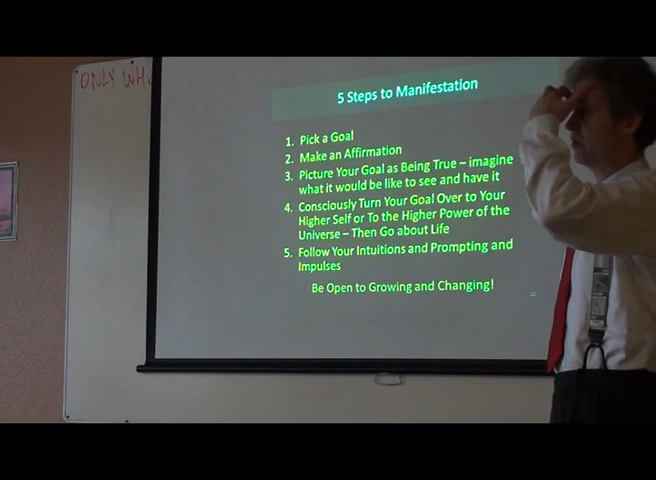 ONLY
5 Steps to Manifestation
1. Pick a Goal
2. Make an Affirmation
3. Picture Your Goal as Being True – imagine
what it would be like to see and have it
4. Consciously Turn Your Goal Over to Your
Higher Self or To the Higher Power of the
Universe – Then Go about Life
5. Follow Your Intuitions and Prompting and
Impulses
Be Open to Growing and Changing!